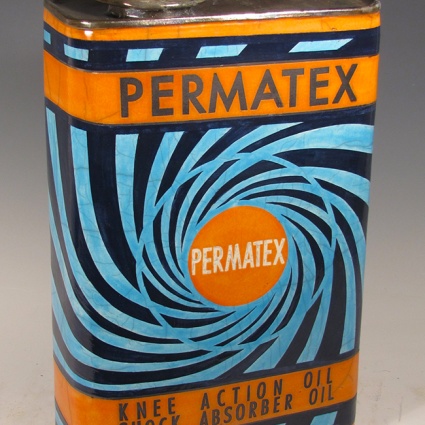 PERMATEX
PERMATEX
KNEE ACTION OIL
SHOCK ABSORBER OIL